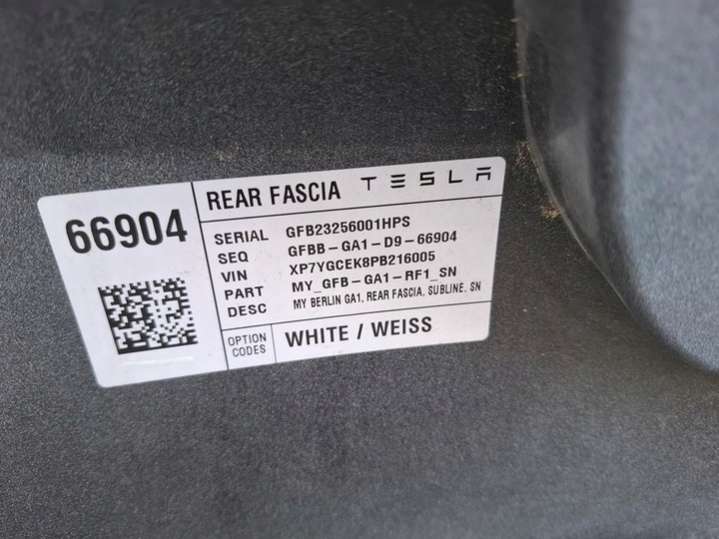 66904
REAR FASCIA TESLA
SERIAL GFB23256001HPS
SEQ GFBB-GA1-D9-66904
VIN XP7YGCEK8PB216005
PART MY_GFB-GA1-RF1_SN
DESC MY BERLIN GA1, REAR FASCIA, SUBLINE, SN
OPTION CODES WHITE / WEISS